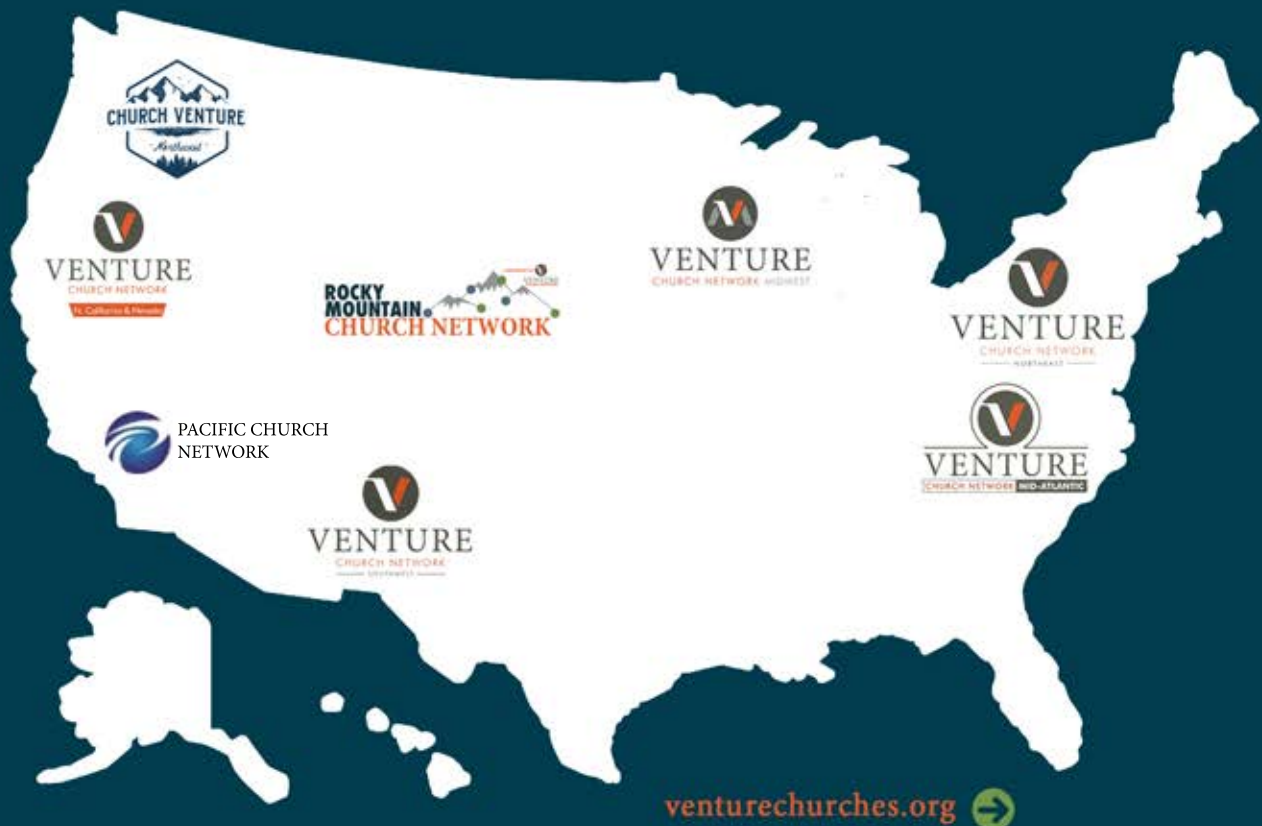 CHURCH VENTURE
Northwest
VENTURE
CHURCH NETWORK
N. California & Nevada
ROCKY
MOUNTAIN
CHURCH NETWORK
VENTURE
CHURCH NETWORK MIDWEST
VENTURE
CHURCH NETWORK
NORTHEAST
PACIFIC CHURCH
NETWORK
VENTURE
CHURCH NETWORK
SOUTHWEST
VENTURE
CHURCH NETWORK MID-ATLANTIC
venturechurches.org